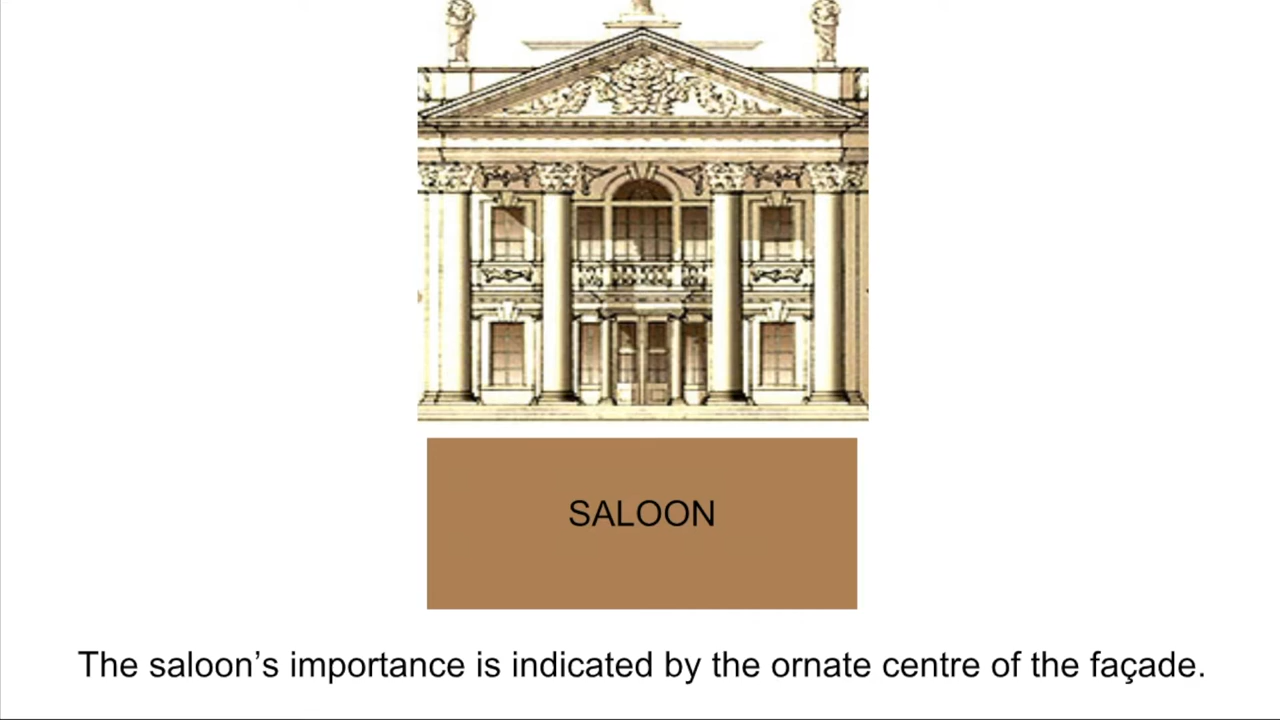 SALOON
The saloon’s importance is indicated by the ornate centre of the façade.